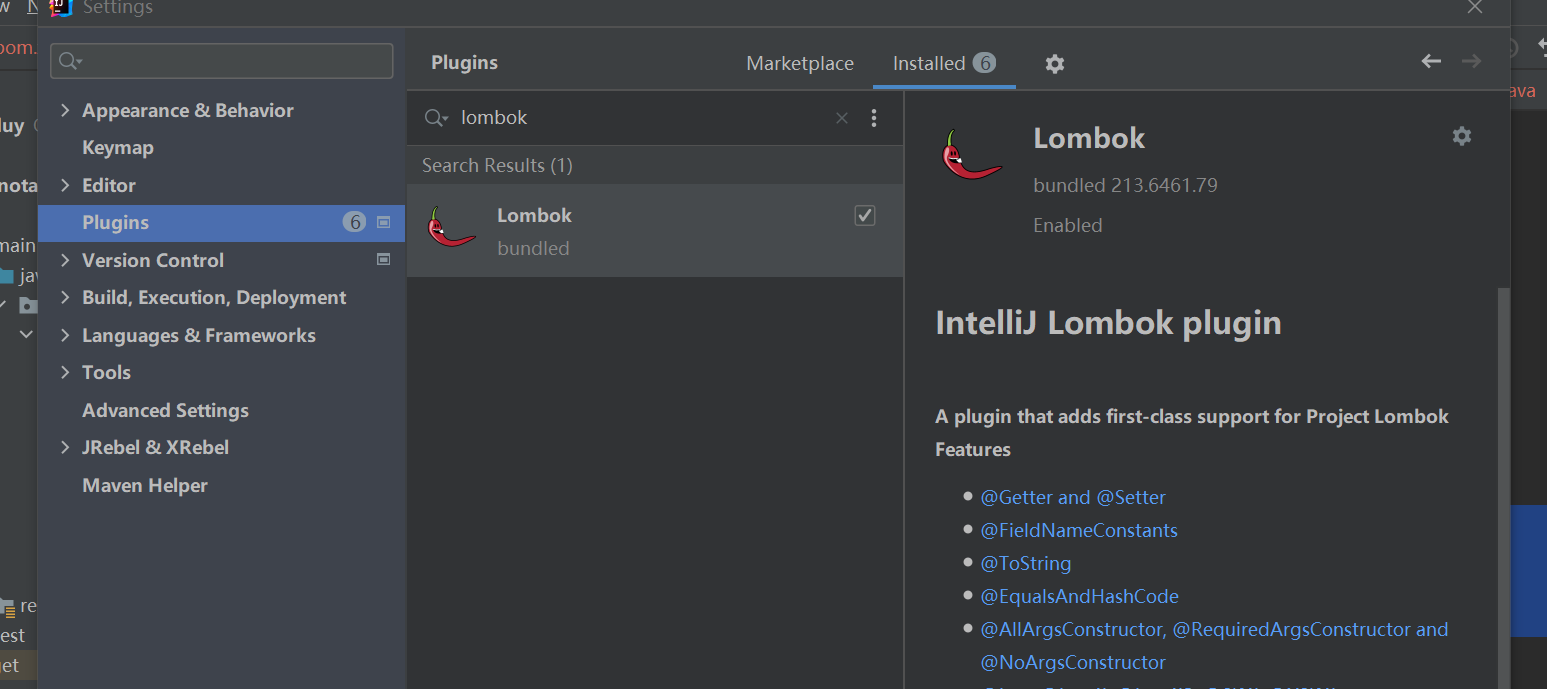 Settings
Plugins
Marketplace
Installed 6
lombok
Search Results (1)
Lombok
bundled
Appearance & Behavior
Keymap
Editor
Plugins 6
Version Control
Build, Execution, Deployment
Languages & Frameworks
Tools
Advanced Settings
JRebel & XRebel
Maven Helper
Lombok
bundled 213.6461.79
Enabled
IntelliJ Lombok plugin
A plugin that adds first-class support for Project Lombok
Features
@Getter and @Setter
@FieldNameConstants
@ToString
@EqualsAndHashCode
@AllArgsConstructor, @RequiredArgsConstructor and
@NoArgsConstructor